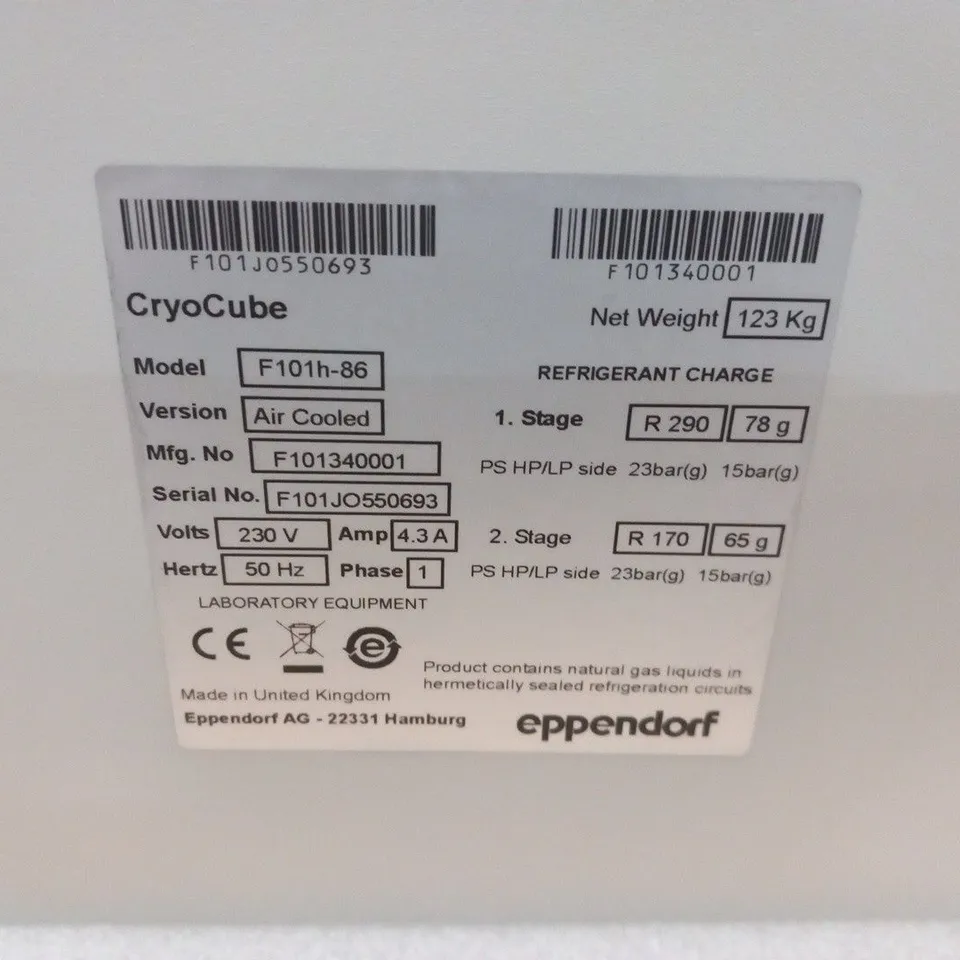 F101J0550693
F101340001
CryoCube
Net Weight 123 Kg
Model F101h-86
REFRIGERANT CHARGE
Version Air Cooled
1. Stage R 290 78 g
Mfg. No F101340001
PS HP/LP side 23bar(g) 15bar(g)
Serial No. F101JO550693
Volts 230 V Amp 4.3 A
2. Stage R 170 65 g
Hertz 50 Hz Phase 1
PS HP/LP side 23bar(g) 15bar(g)
LABORATORY EQUIPMENT
CE
e
Product contains natural gas liquids in
hermetically sealed refrigeration circuits
Made in United Kingdom
Eppendorf AG - 22331 Hamburg
eppendorf